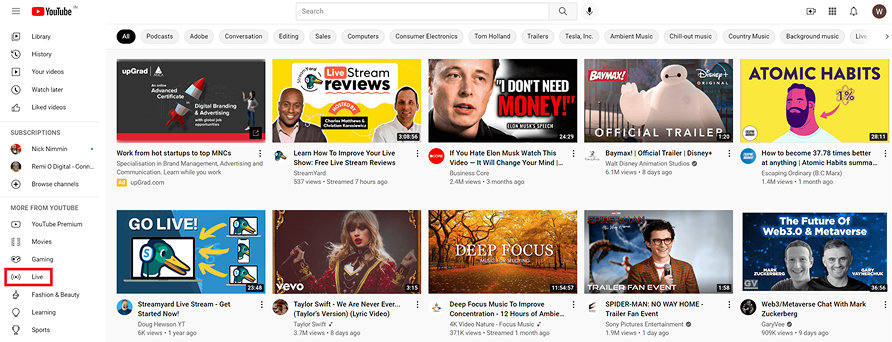 YouTube IN
Search
W
Library
History
Your videos
Watch later
Liked videos
SUBSCRIPTIONS
Nick Nimmin
Remi O Digital - Conn...
Browse channels
MORE FROM YOUTUBE
YouTube Premium
Movies
Gaming
Live
Fashion & Beauty
Learning
Sports
All
Podcasts
Adobe
Conversation
Editing
Sales
Computers
Consumer Electronics
Tom Holland
Trailers
Tesla, Inc.
Ambient Music
Chill-out music
Country Music
Background music
Live
upGrad
An online
Advanced
Certificate
Digital Branding
& Advertising
with global job
opportunities
Work from hot startups to top MNCs
Specialisation in Brand Management, Advertising and
Communication. Learn while you work
Ad upGrad.com
StreamYard
Live Stream
reviews
HOSTED BY
Charles Matthews &
Christian Karasiewicz
3:08:56
Learn How To Improve Your Live
Show: Free Live Stream Reviews
StreamYard
537 views • Streamed 7 hours ago
"I DON'T NEED
MONEY!"
ELON MUSK'S SPEECH
24:29
CORE
If You Hate Elon Musk Watch This
Video — It Will Change Your Mind |...
Business Core
2.4M views • 3 months ago
BAYMAX!
Disney+
ORIGINAL
OFFICIAL TRAILER
1:20
Baymax! | Official Trailer | Disney+
Walt Disney Animation Studios
6.1M views • 8 days ago
ATOMIC HABITS
1%
28:11
How to become 37.78 times better
at anything | Atomic Habits summa...
Escaping Ordinary (B.C Marx)
1.4M views • 1 month ago
GO LIVE!
S
23:48
Streamyard Live Stream - Get
Started Now!
Doug Hewson YT
6K views • 1 year ago
vevo
3:15
Taylor Swift - We Are Never Ever...
(Taylor's Version) (Lyric Video)
Taylor Swift
3.7M views • 8 days ago
DEEP FOCUS
MUSIC FOR STUDYING
11:54:57
Deep Focus Music To Improve
Concentration - 12 Hours of Ambie...
4K Video Nature - Focus Music
371K views • Streamed 1 month ago
TRAILER FAN EVENT
1:58
SPIDER-MAN: NO WAY HOME -
Trailer Fan Event
Sony Pictures Entertainment
1.9M views • 1 day ago
The Future Of
Web3.0 & Metaverse
MARK
ZUCKERBERG
GARY
VAYNERCHUK
GV
36:56
Web3/Metaverse Chat With Mark
Zuckerberg
GaryVee
909K views • 9 days ago